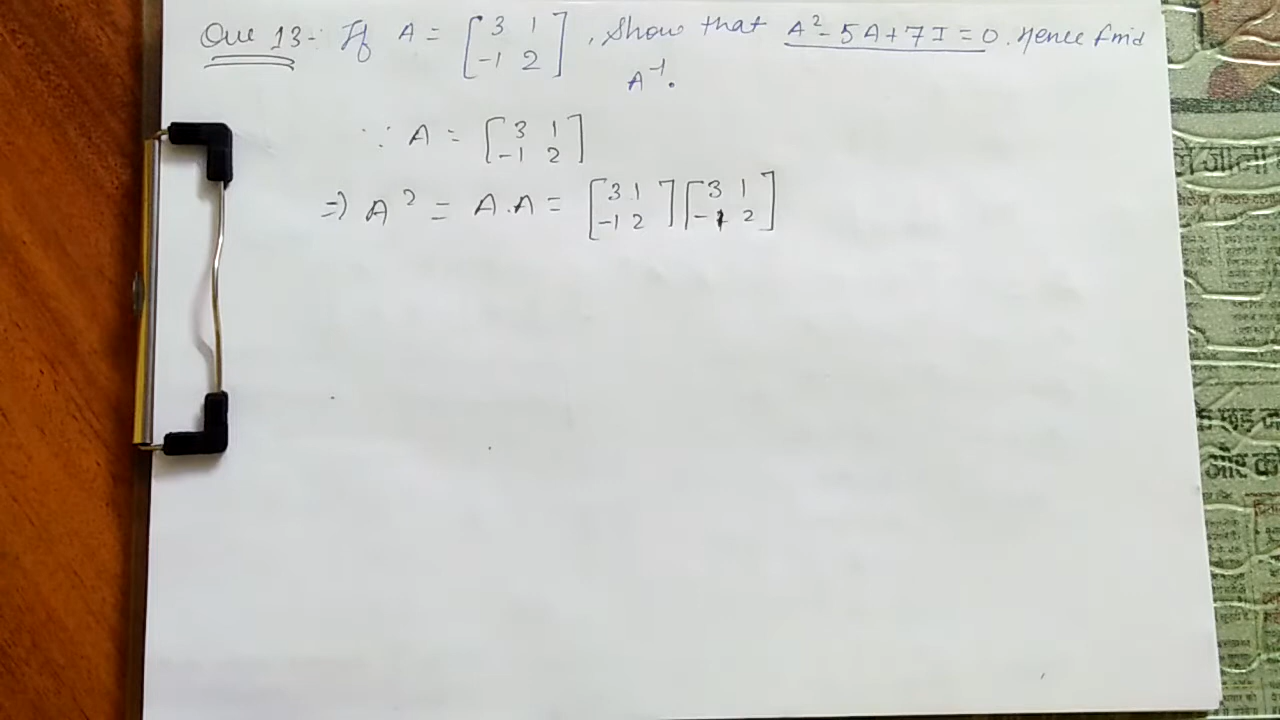 Que 13- If A = [3 1 -1 2], Show that A² - 5A + 7I = 0. Hence find
A⁻¹.
∵ A = [3 1 -1 2]
⇒ A² = A.A = [3 1 -1 2][3 1 -1 2]
और